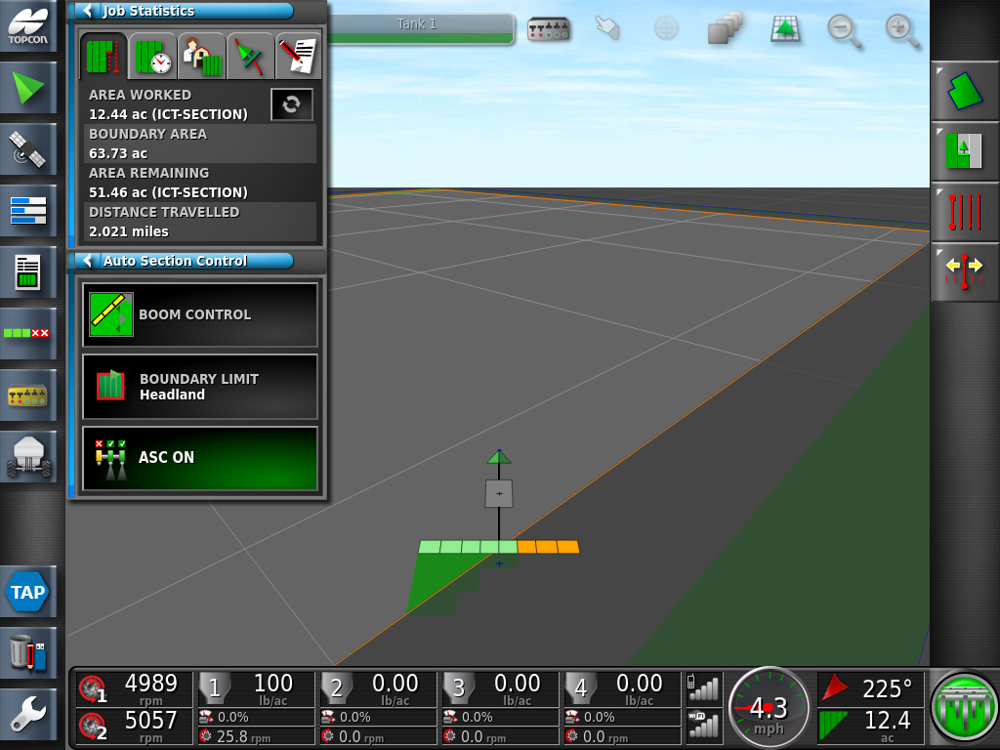 TOPCON
Job Statistics
Tank 1
AREA WORKED
12.44 ac (ICT-SECTION)
BOUNDARY AREA
63.73 ac
AREA REMAINING
51.46 ac (ICT-SECTION)
DISTANCE TRAVELLED
2.021 miles
Auto Section Control
BOOM CONTROL
BOUNDARY LIMIT
Headland
ASC ON
TAP
1 4989 rpm
2 5057 rpm
1 100 lb/ac
0.0%
25.8 rpm
2 0.00 lb/ac
0.0%
0.0 rpm
3 0.00 lb/ac
0.0%
0.0 rpm
4 0.00 lb/ac
0.0%
0.0 rpm
WiFi
4.3
mph
225°
12.4
ac